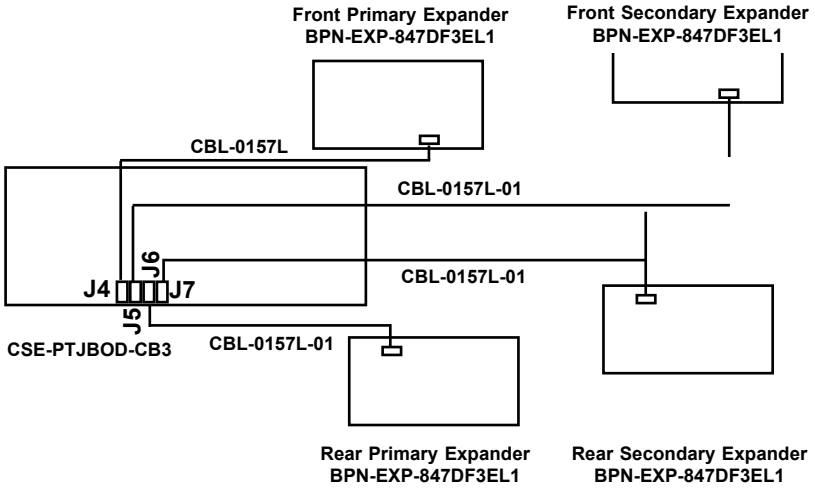 Front Primary Expander
BPN-EXP-847DF3EL1
Front Secondary Expander
BPN-EXP-847DF3EL1
CBL-0157L
CBL-0157L-01
J6
CBL-0157L-01
J4
J7
J5
CSE-PTJBOD-CB3
CBL-0157L-01
Rear Primary Expander
BPN-EXP-847DF3EL1
Rear Secondary Expander
BPN-EXP-847DF3EL1